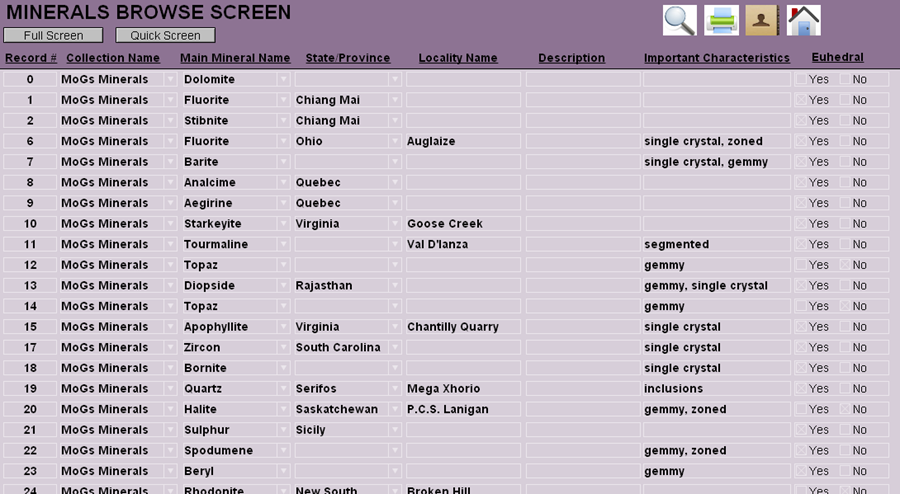 MINERALS BROWSE SCREEN
Full Screen Quick Screen
Record # Collection Name Main Mineral Name State/Province Locality Name Description Important Characteristics Euhedral
0 MoGs Minerals Dolomite Yes No
1 MoGs Minerals Fluorite Chiang Mai Yes No
2 MoGs Minerals Stibnite Chiang Mai Yes No
6 MoGs Minerals Fluorite Ohio Auglaize single crystal, zoned Yes No
7 MoGs Minerals Barite single crystal, gemmy Yes No
8 MoGs Minerals Analcime Quebec Yes No
9 MoGs Minerals Aegirine Quebec Yes No
10 MoGs Minerals Starkeyite Virginia Goose Creek Yes No
11 MoGs Minerals Tourmaline Val D'Ianza segmented Yes No
12 MoGs Minerals Topaz gemmy Yes No
13 MoGs Minerals Diopside Rajasthan gemmy, single crystal Yes No
14 MoGs Minerals Topaz gemmy Yes No
15 MoGs Minerals Apophyllite Virginia Chantilly Quarry single crystal Yes No
17 MoGs Minerals Zircon South Carolina single crystal Yes No
18 MoGs Minerals Bornite single crystal Yes No
19 MoGs Minerals Quartz Serifos Mega Xhorio inclusions Yes No
20 MoGs Minerals Halite Saskatchewan P.C.S. Lanigan gemmy, zoned Yes No
21 MoGs Minerals Sulphur Sicily Yes No
22 MoGs Minerals Spodumene gemmy, zoned Yes No
23 MoGs Minerals Beryl gemmy Yes No
24 MoGs Minerals Rhodonite New South Broken Hill Yes No